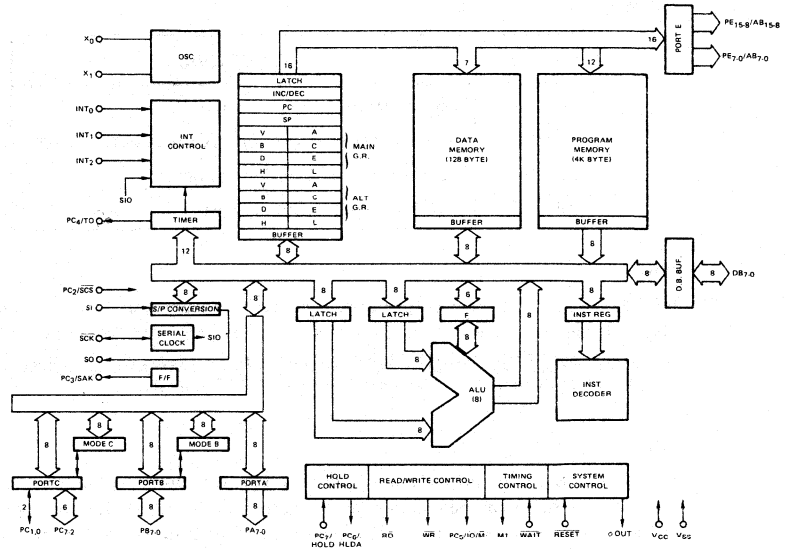 X0
OSC
X1
INT0
INT1
INT2
INT CONTROL
SIO
PC4/TO
TIMER
12
16
LATCH
INC/DEC
PC
SP
V A
B C
D E
H L
MAIN G.R.
V A
B C
D E
H L
ALT G.R.
BUFFER
8
7
DATA MEMORY (128 BYTE)
BUFFER
8
12
PROGRAM MEMORY (4K BYTE)
BUFFER
8
16
PORT E
PE15-8/AB15-8
PE7-0/AB7-0
8
D.B. BUF.
8
DB7-0
PC2/SCS
SI
8
S/P CONVERSION
SCK
SERIAL CLOCK
SIO
SO
PC3/SAK
F/F
8
8
LATCH
8
LATCH
6
F
8
8
8
INST REG
8
8
ALU (8)
INST DECODER
8
8
8
MODE C
8
8
MODE B
8
PORTC
PORTB
PORTA
2
6
8
8
PC1,0
PC7-2
PB7-0
PA7-0
HOLD CONTROL
READ/WRITE CONTROL
TIMING CONTROL
SYSTEM CONTROL
PC7/ HOLD
PC6/ HLDA
RD
WR
PC5/IO/M
M1
WAIT
RESET
φ OUT
VCC
VSS